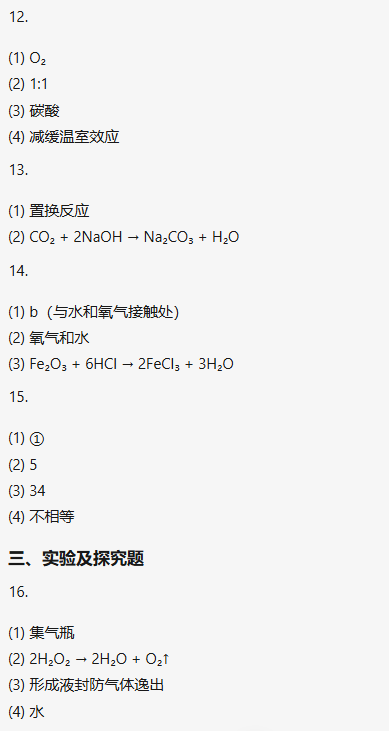 12.
(1) O₂
(2) 1:1
(3) 碳酸
(4) 减缓温室效应
13.
(1) 置换反应
(2) CO₂ + 2NaOH → Na₂CO₃ + H₂O
14.
(1) b（与水和氧气接触处）
(2) 氧气和水
(3) Fe₂O₃ + 6HCl → 2FeCl₃ + 3H₂O
15.
(1) ①
(2) 5
(3) 34
(4) 不相等
三、实验及探究题
16.
(1) 集气瓶
(2) 2H₂O₂ → 2H₂O + O₂↑
(3) 形成液封防气体逸出
(4) 水